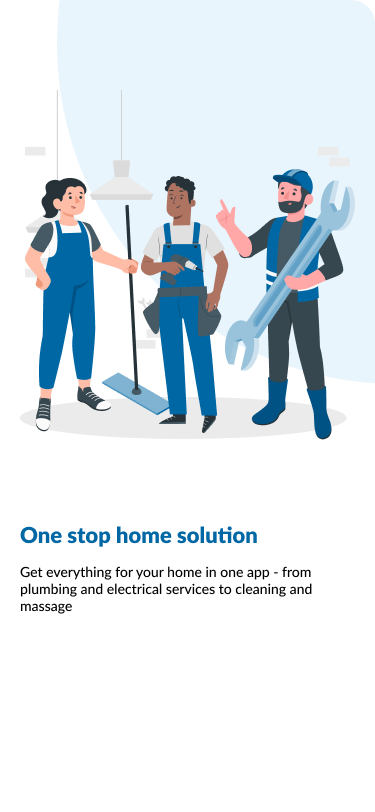 One stop home solution
Get everything for your home in one app - from
plumbing and electrical services to cleaning and
massage